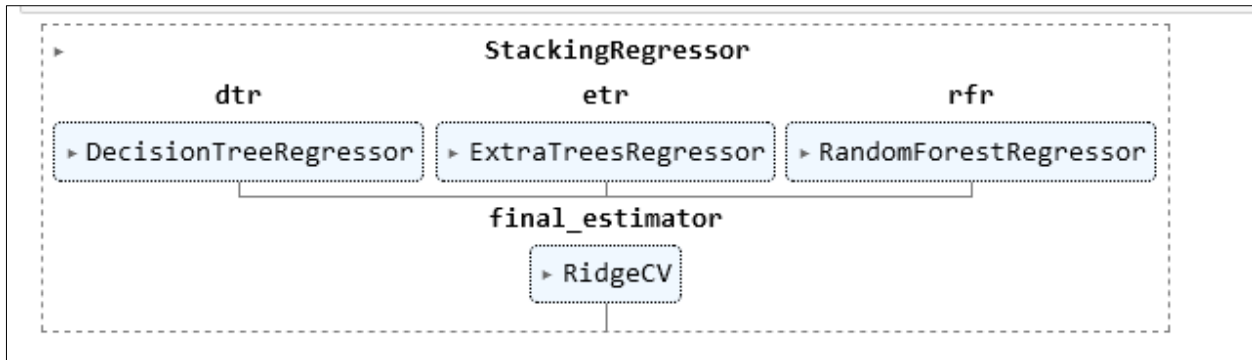 StackingRegressor
dtr etr rfr
DecisionTreeRegressor ExtraTreesRegressor RandomForestRegressor
final_estimator
RidgeCV